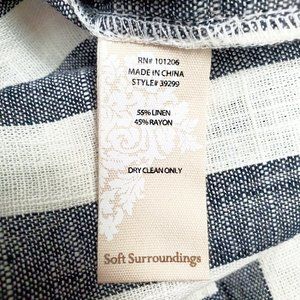 RN# 101206
MADE IN CHINA
STYLE# 39299
55% LINEN
45% RAYON
DRY CLEAN ONLY
Soft Surroundings